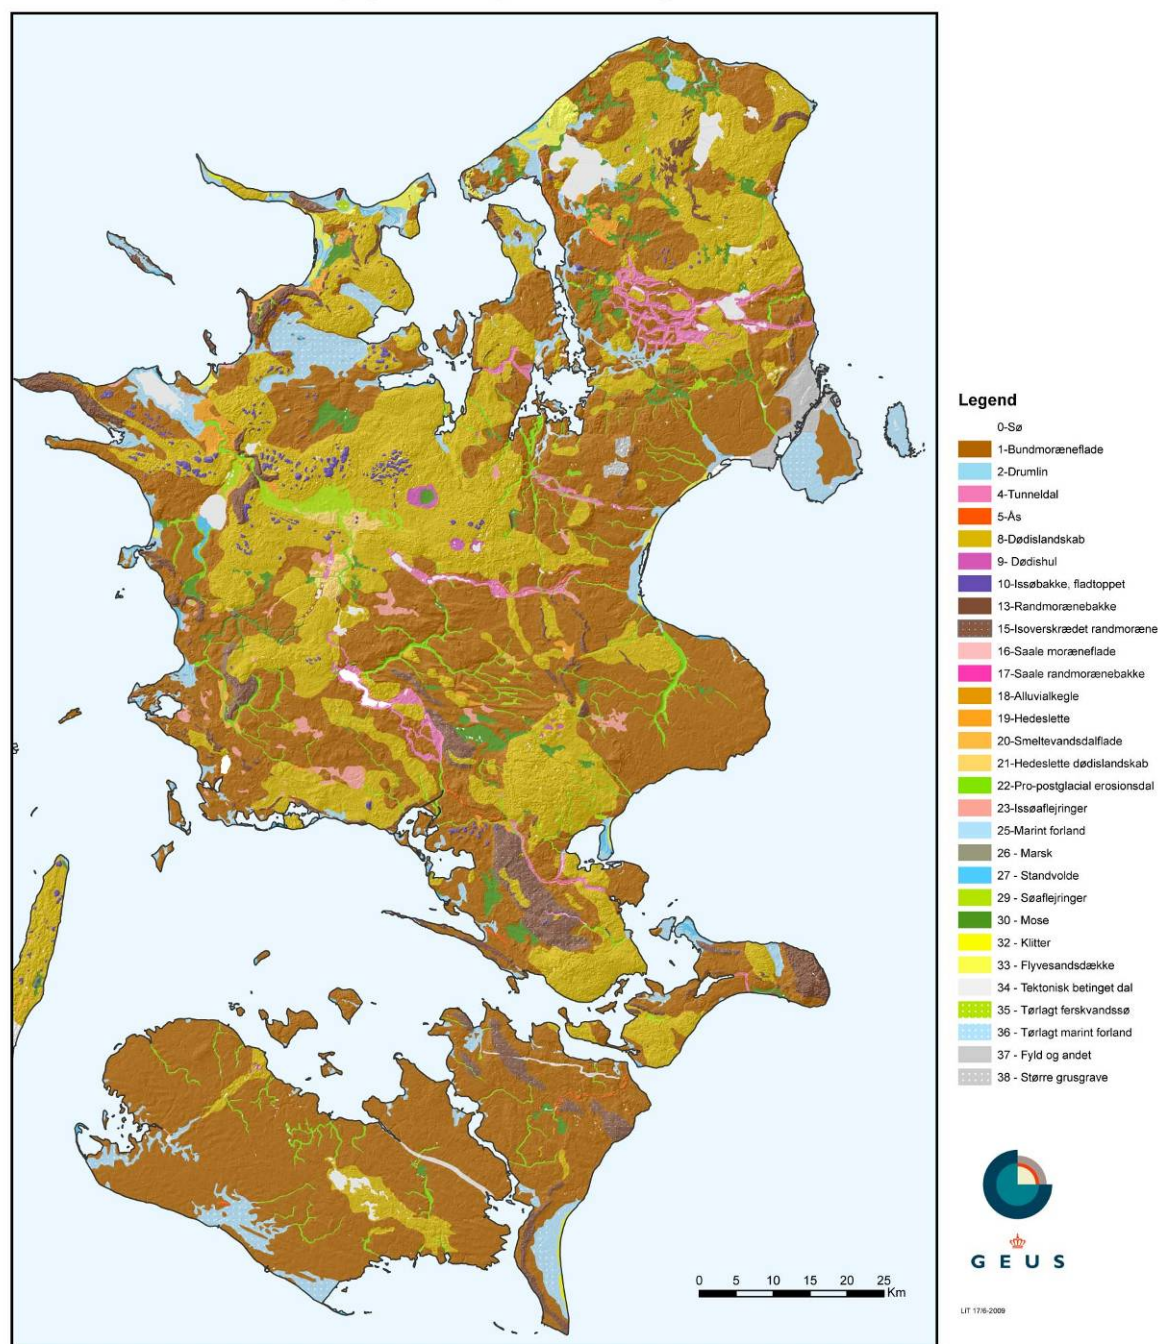 Legend
0-Sø
1-Bundmoræneflade
2-Drumlin
4-Tunneldal
5-Ås
8-Dødislandskab
9- Dødishul
10-Issøbakke, fladtoppet
13-Randmorænebakke
15-Isoverskrædet randmoræne
16-Saale moræneflade
17-Saale randmorænebakke
18-Alluvialkegle
19-Hedeslette
20-Smeltevandsdalflade
21-Hedeslette dødislandskab
22-Pro-postglacial erosionsdal
23-Issøaflejringer
25-Marint forland
26 - Marsk
27 - Standvolde
29 - Søaflejringer
30 - Mose
32 - Klitter
33 - Flyvesandsdække
34 - Tektonisk betinget dal
35 - Tørlagt ferskvandssø
36 - Tørlagt marint forland
37 - Fyld og andet
38 - Større grusgrave
G E U S
0 5 10 15 20 25
Km
LIT 17/6-2009